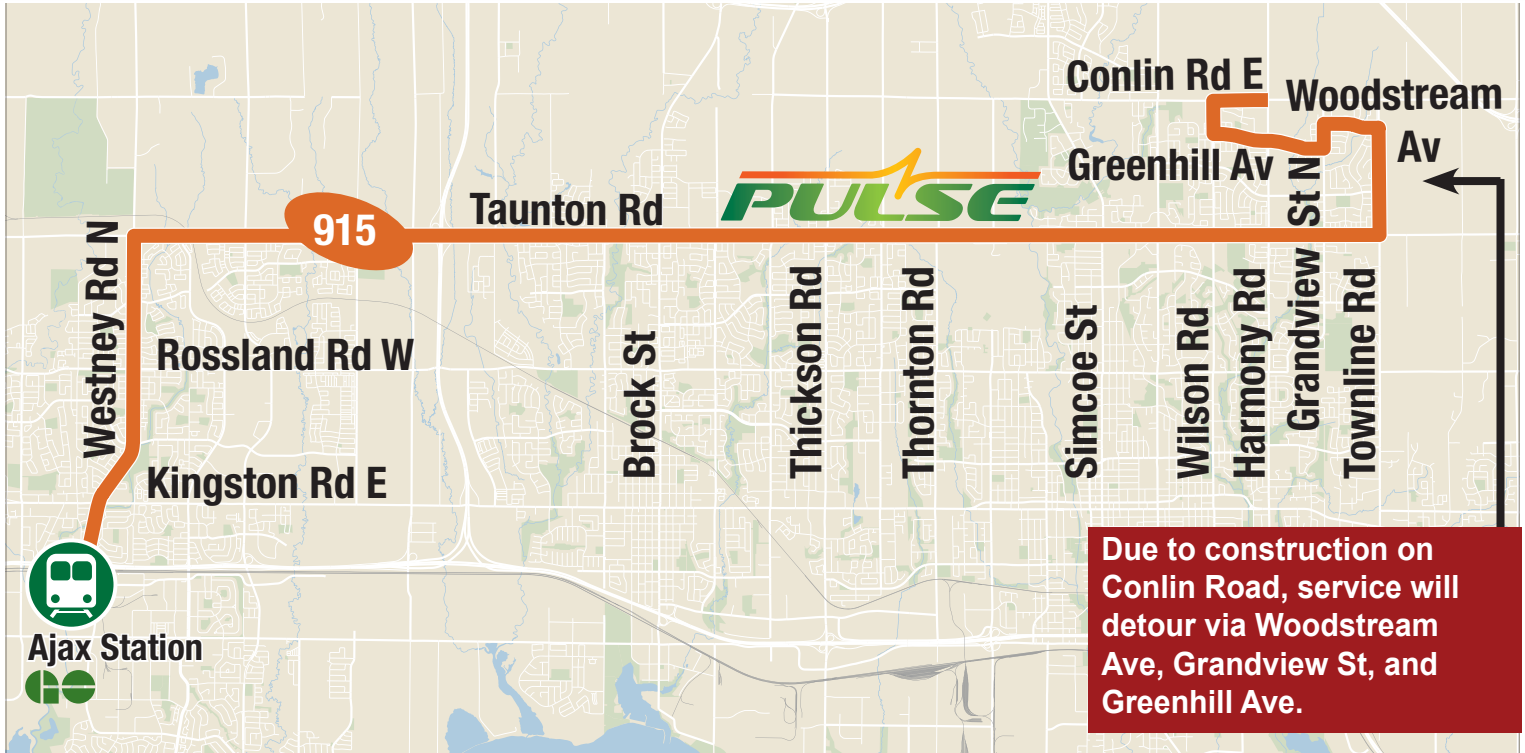 Conlin Rd E
Woodstream
Av
Greenhill Av
PULSE
Taunton Rd
915
Westney Rd N
Rossland Rd W
Kingston Rd E
Brock St
Thickson Rd
Thornton Rd
Simcoe St
Wilson Rd
Harmony Rd
Grandview St N
Townline Rd
Ajax Station
GO
Due to construction on
Conlin Road, service will
detour via Woodstream
Ave, Grandview St, and
Greenhill Ave.